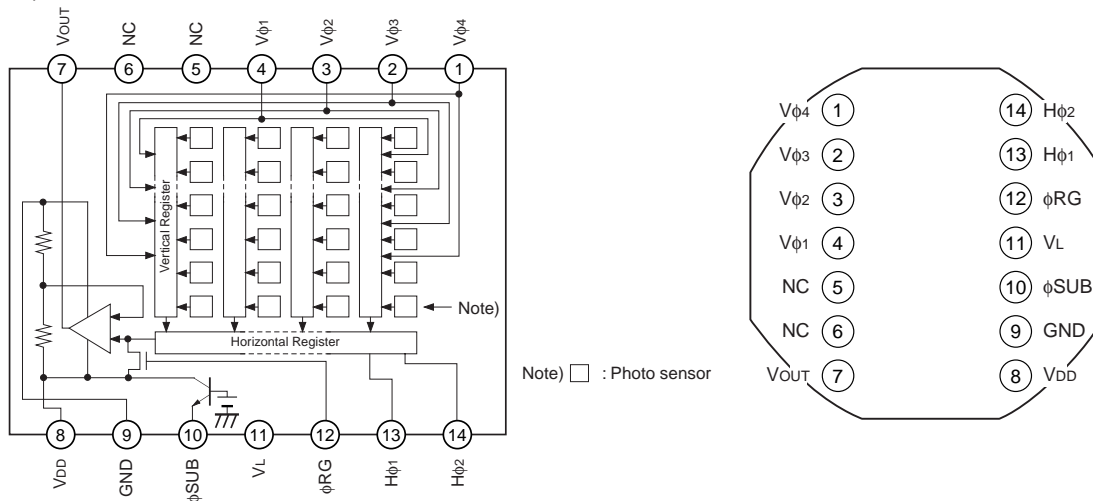 VOUT NC NC Vϕ1 Vϕ2 Vϕ3 Vϕ4
7 6 5 4 3 2 1
Vertical Register
Note)
Horizontal Register
8 9 10 11 12 13 14
VDD GND ϕSUB VL ϕRG Hϕ1 Hϕ2
Note) : Photo sensor
Vϕ4 1 14 Hϕ2
Vϕ3 2 13 Hϕ1
Vϕ2 3 12 ϕRG
Vϕ1 4 11 VL
NC 5 10 ϕSUB
NC 6 9 GND
VOUT 7 8 VDD